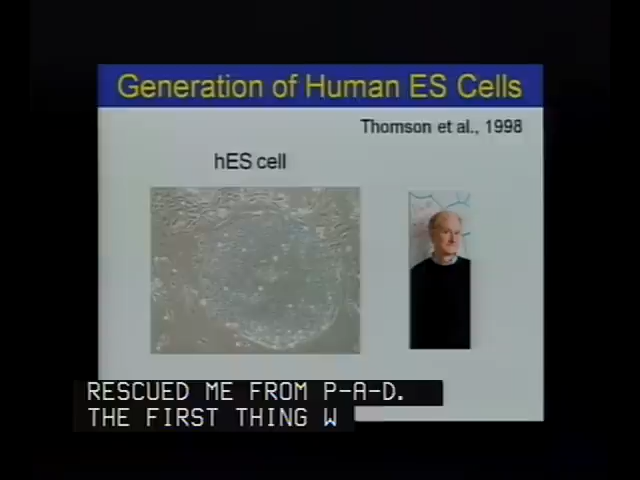 Generation of Human ES Cells
Thomson et al., 1998
hES cell
RESCUED ME FROM P-A-D.
THE FIRST THING W